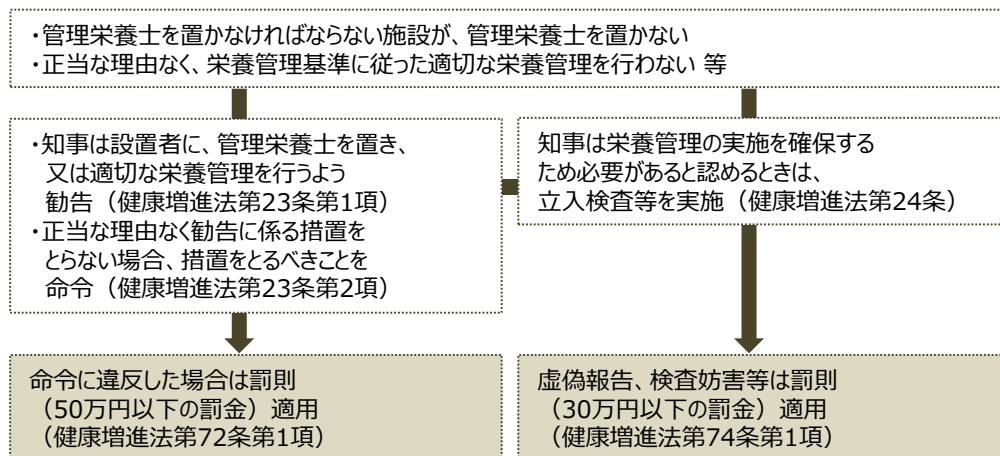 ・管理栄養士を置かなければならない施設が、管理栄養士を置かない
・正当な理由なく、栄養管理基準に従った適切な栄養管理を行わない 等
・知事は設置者に、管理栄養士を置き、
又は適切な栄養管理を行うよう
勧告（健康増進法第23条第1項）
・正当な理由なく勧告に係る措置を
とらない場合、措置をとるべきことを
命令（健康増進法第23条第2項）
知事は栄養管理の実施を確保する
ため必要があると認めるときは、
立入検査等を実施（健康増進法第24条）
命令に違反した場合は罰則
（50万円以下の罰金）適用
（健康増進法第72条第1項）
虚偽報告、検査妨害等は罰則
（30万円以下の罰金）適用
（健康増進法第74条第1項）